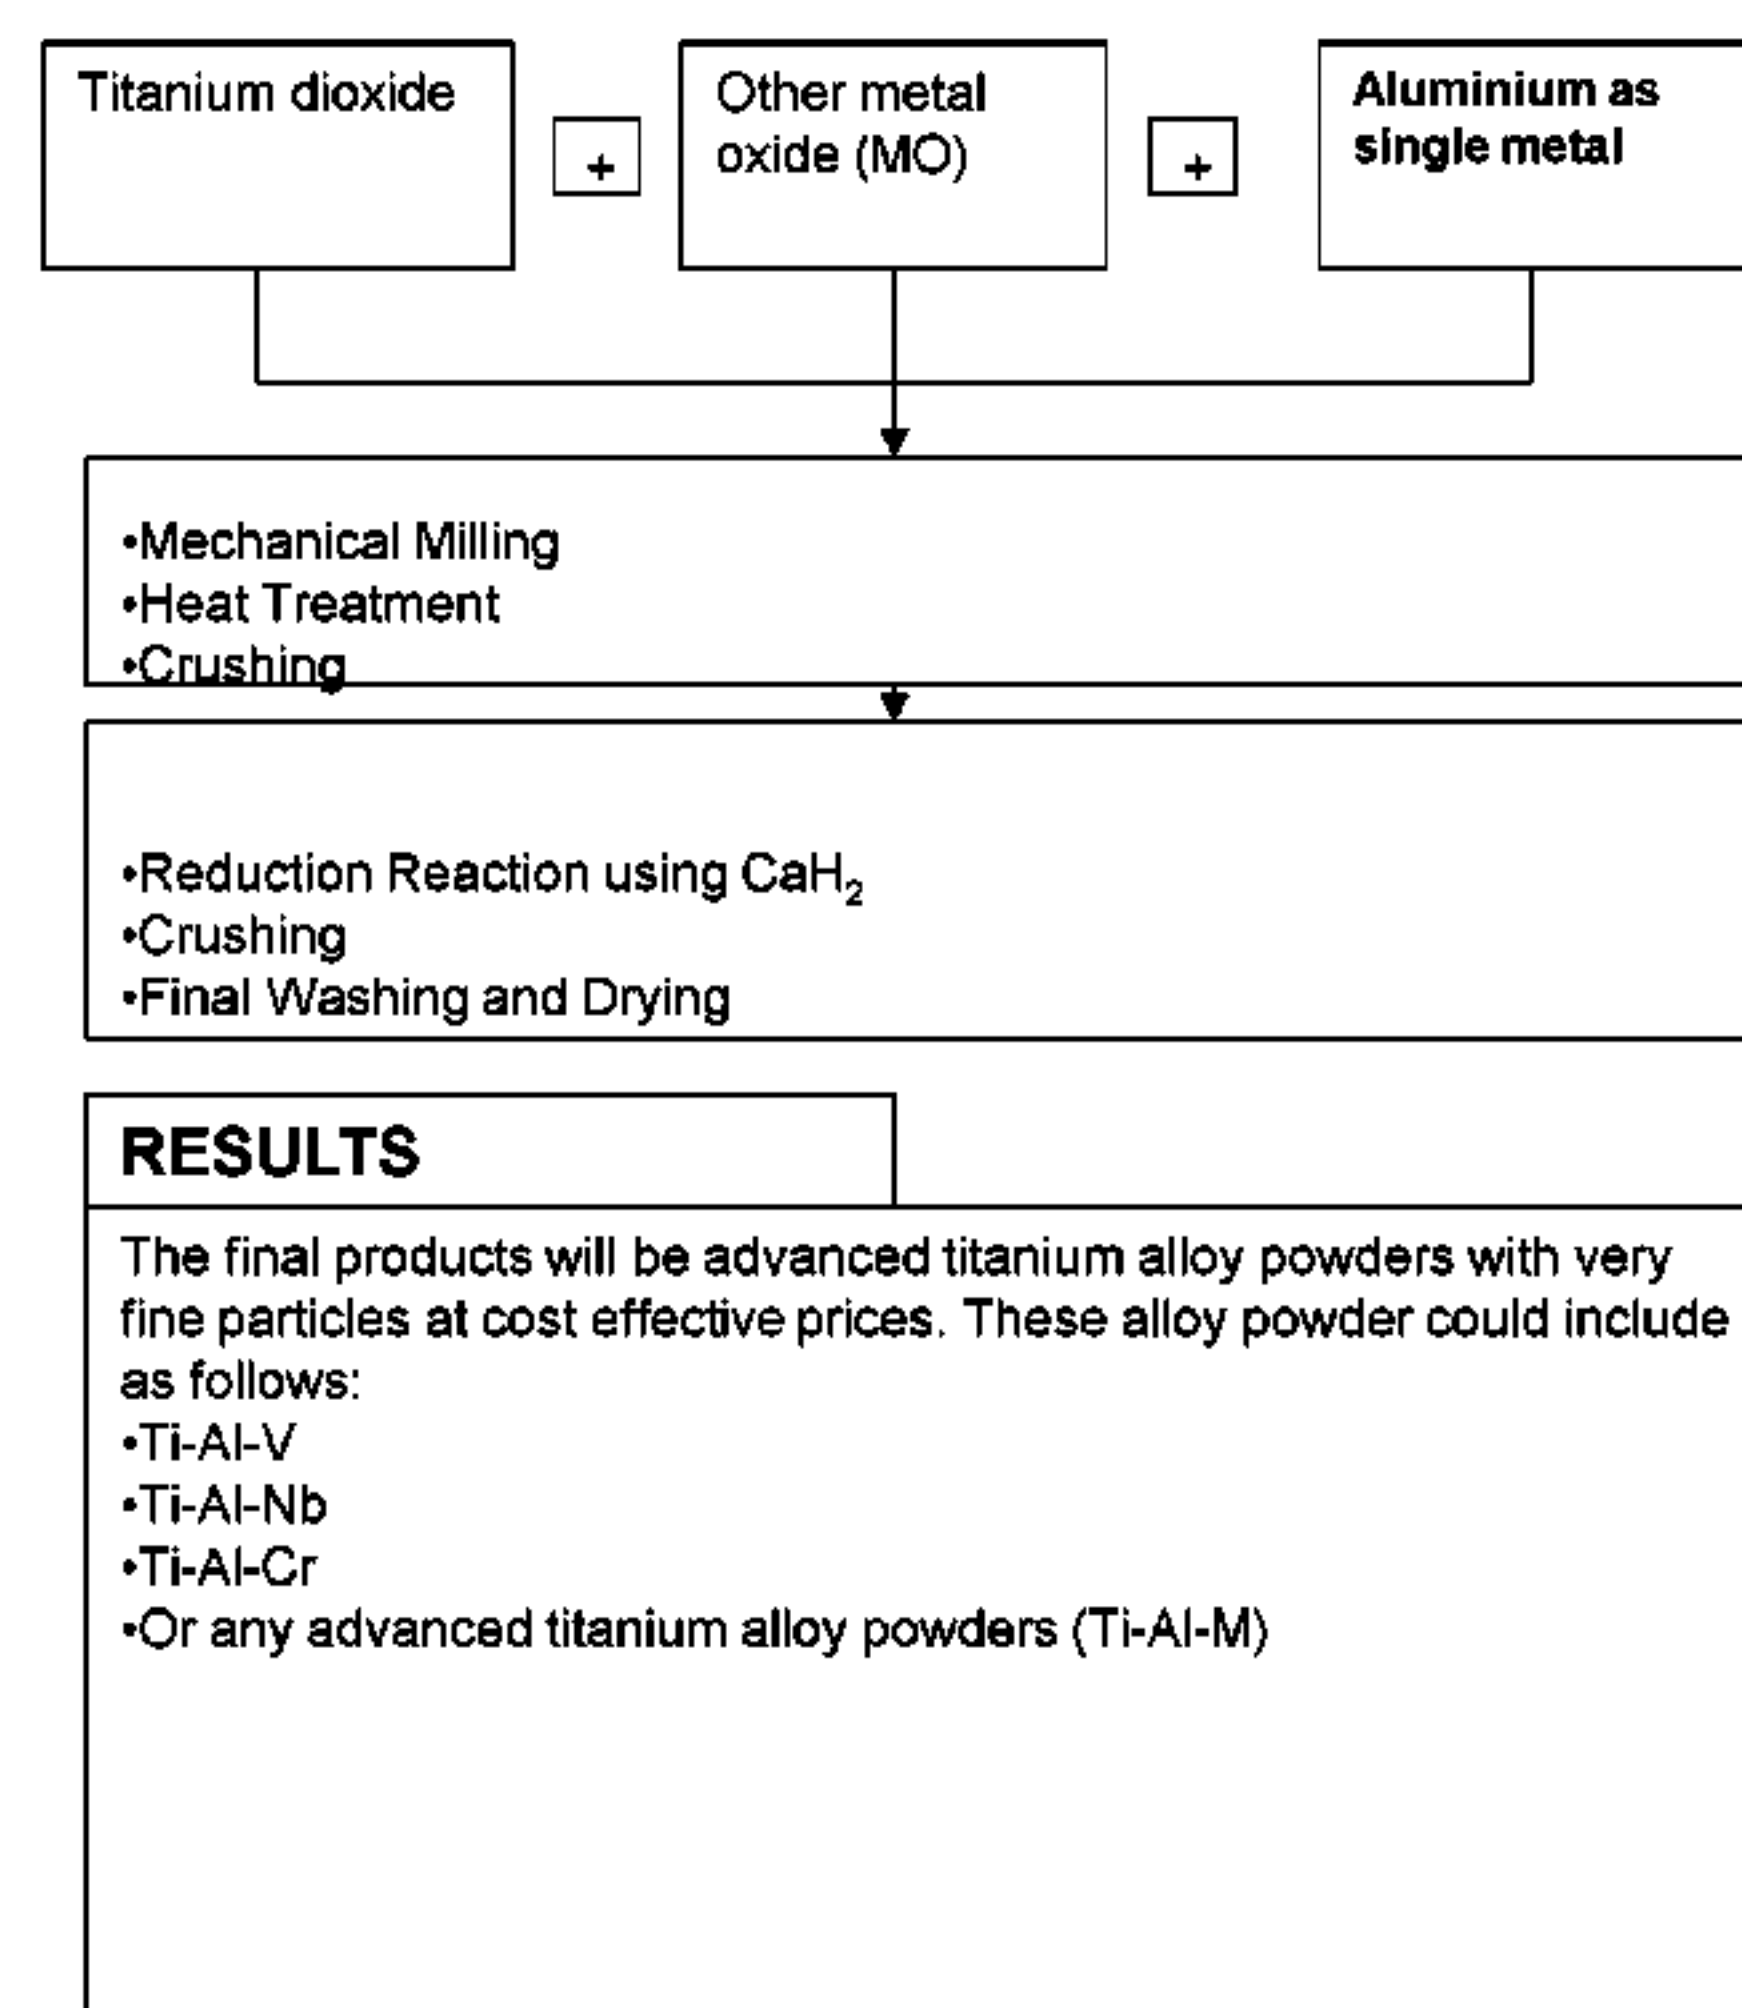 Titanium dioxide
+
Other metal
oxide (MO)
+
Aluminium as
single metal
•Mechanical Milling
•Heat Treatment
•Crushing
•Reduction Reaction using CaH₂
•Crushing
•Final Washing and Drying
RESULTS
The final products will be advanced titanium alloy powders with very
fine particles at cost effective prices. These alloy powder could include
as follows:
•Ti-Al-V
•Ti-Al-Nb
•Ti-Al-Cr
•Or any advanced titanium alloy powders (Ti-Al-M)